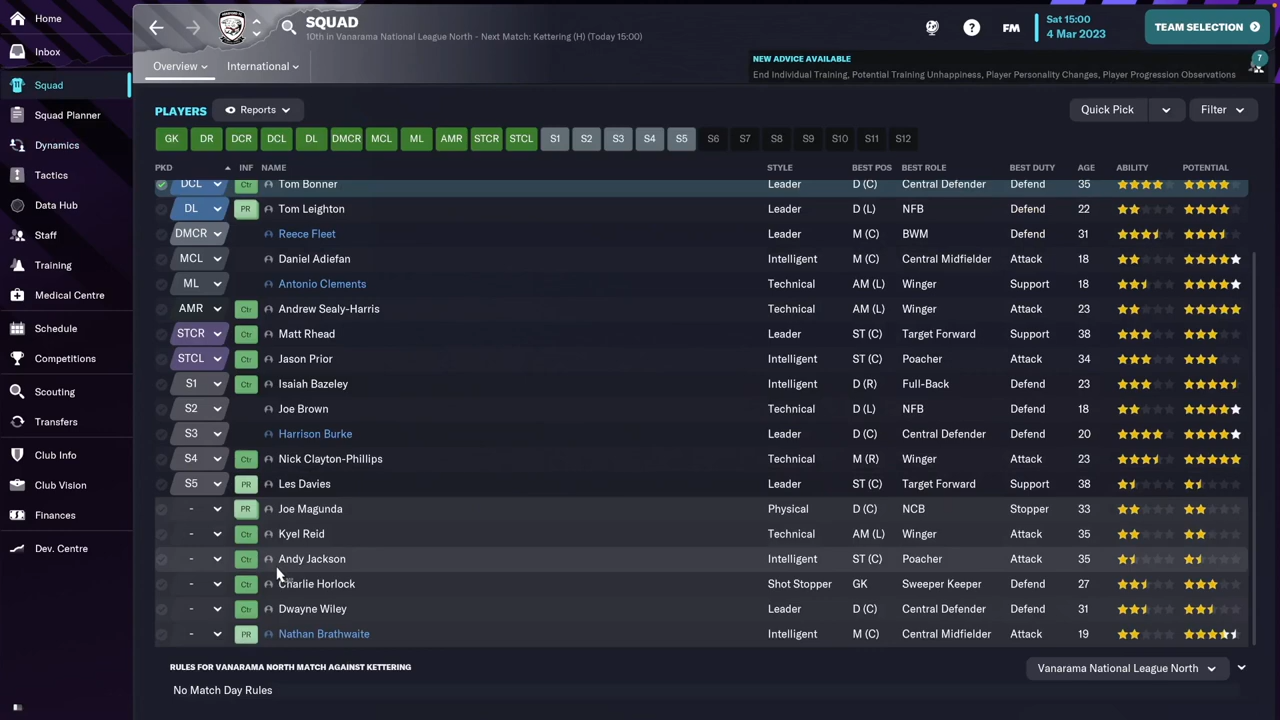 Home
SQUAD
10th in Vanarama National League North - Next Match: Kettering (H) (Today 15:00)
FM
Sat 15:00
4 Mar 2023
TEAM SELECTION
Inbox
Squad
Squad Planner
Dynamics
Tactics
Data Hub
Staff
Training
Medical Centre
Schedule
Competitions
Scouting
Transfers
Club Info
Club Vision
Finances
Dev. Centre
Overview International
NEW ADVICE AVAILABLE
End Individual Training, Potential Training Unhappiness, Player Personality Changes, Player Progression Observations
7
PLAYERS Reports Quick Pick Filter
GK DR DCR DCL DL DMCR MCL ML AMR STCR STCL S1 S2 S3 S4 S5 S6 S7 S8 S9 S10 S11 S12
PKD INF NAME STYLE BEST POS BEST ROLE BEST DUTY AGE ABILITY POTENTIAL
DCL Ctr Tom Bonner Leader D (C) Central Defender Defend 35
DL PR Tom Leighton Leader D (L) NFB Defend 22
DMCR Reece Fleet Leader M (C) BWM Defend 31
MCL Daniel Adiefan Intelligent M (C) Central Midfielder Attack 18
ML Antonio Clements Technical AM (L) Winger Support 18
AMR Ctr Andrew Sealy-Harris Technical AM (L) Winger Attack 23
STCR Ctr Matt Rhead Leader ST (C) Target Forward Support 38
STCL Ctr Jason Prior Intelligent ST (C) Poacher Attack 34
S1 Ctr Isaiah Bazeley Intelligent D (R) Full-Back Defend 23
S2 Joe Brown Technical D (L) NFB Defend 18
S3 Harrison Burke Leader D (C) Central Defender Defend 20
S4 Ctr Nick Clayton-Phillips Technical M (R) Winger Attack 23
S5 PR Les Davies Leader ST (C) Target Forward Support 38
- PR Joe Magunda Physical D (C) NCB Stopper 33
- Ctr Kyel Reid Technical AM (L) Winger Attack 35
- Ctr Andy Jackson Intelligent ST (C) Poacher Attack 35
- Ctr Charlie Horlock Shot Stopper GK Sweeper Keeper Defend 27
- Ctr Dwayne Wiley Leader D (C) Central Defender Defend 31
- PR Nathan Brathwaite Intelligent M (C) Central Midfielder Attack 19
RULES FOR VANARAMA NORTH MATCH AGAINST KETTERING
Vanarama National League North
No Match Day Rules